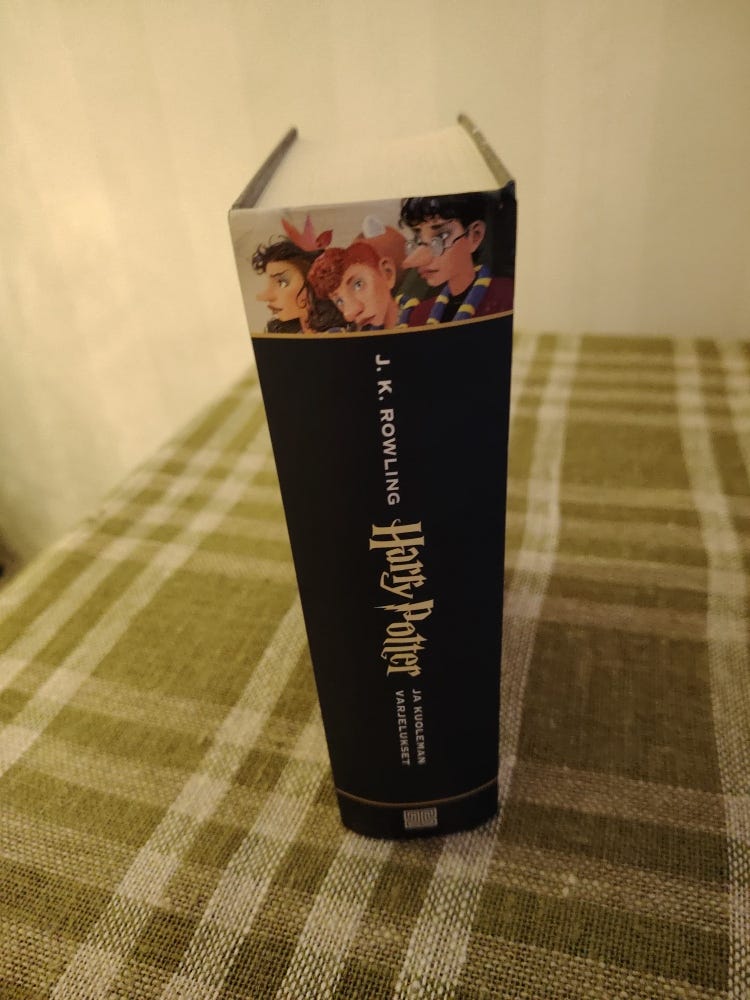 J. K. ROWLING
Harry Potter
JA KUOLEMAN
VARJELUKSET